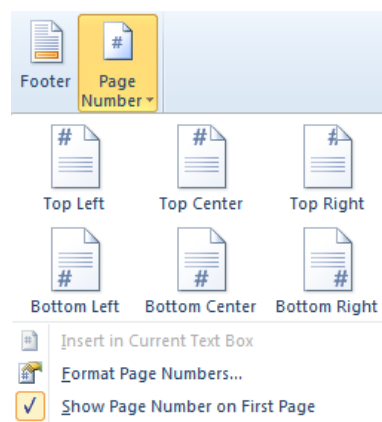 #
Footer Page
Number
# # #
Top Left Top Center Top Right
# # #
Bottom Left Bottom Center Bottom Right
# Insert in Current Text Box
# Format Page Numbers...
Show Page Number on First Page